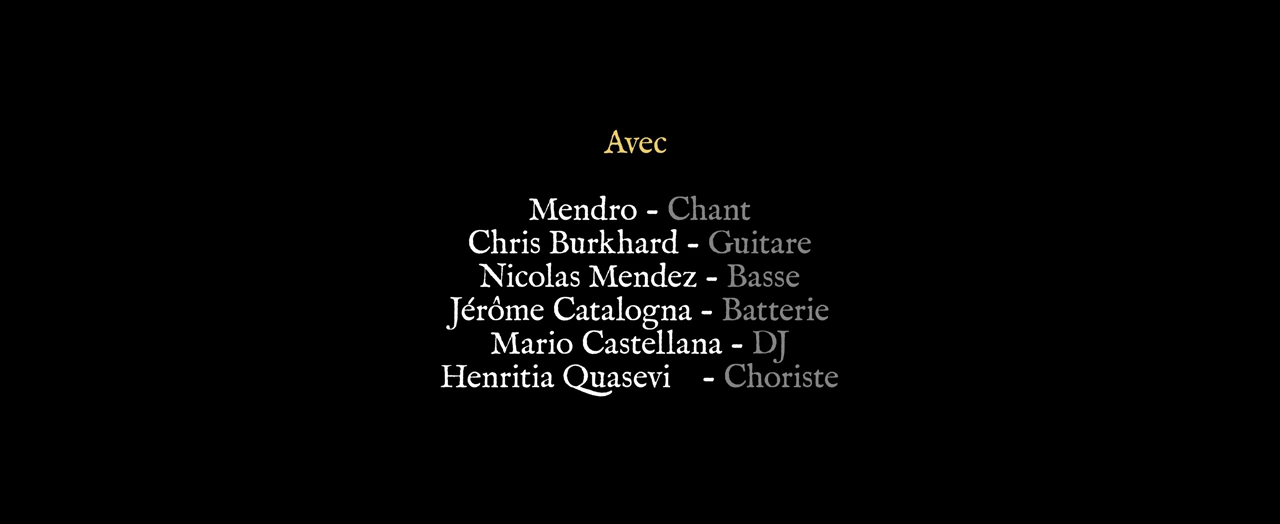 Avec
Mendro - Chant
Chris Burkhard - Guitare
Nicolas Mendez - Basse
Jérôme Catalogna - Batterie
Mario Castellana - DJ
Henritia Quasevi - Choriste